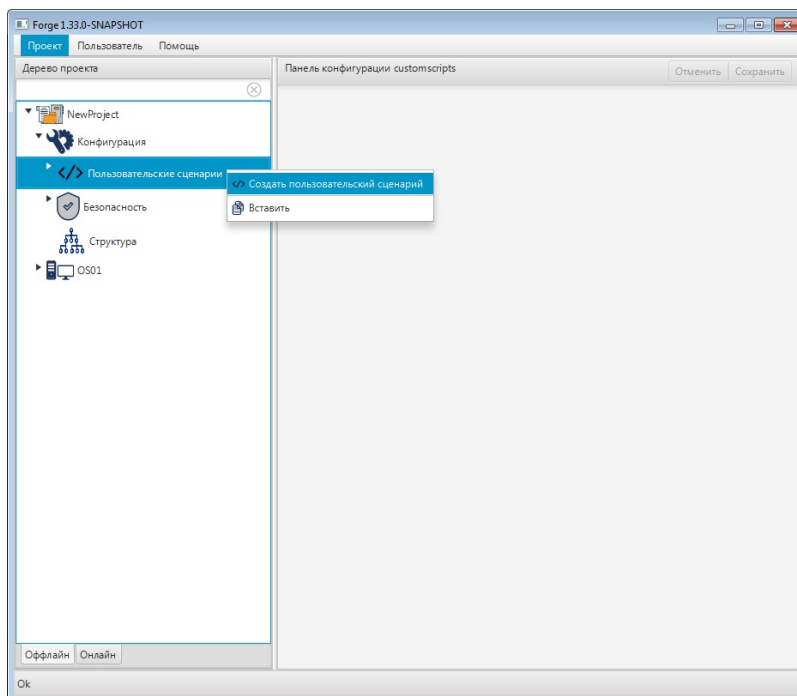 Forge 1.33.0-SNAPSHOT
Проект Пользователь Помощь
Дерево проекта
Панель конфигурации customscripts
Отменить Сохранить
NewProject
Конфигурация
</> Пользовательские сценарии
</> Создать пользовательский сценарий
Вставить
Безопасность
Структура
OS01
Оффлайн Онлайн
Ok